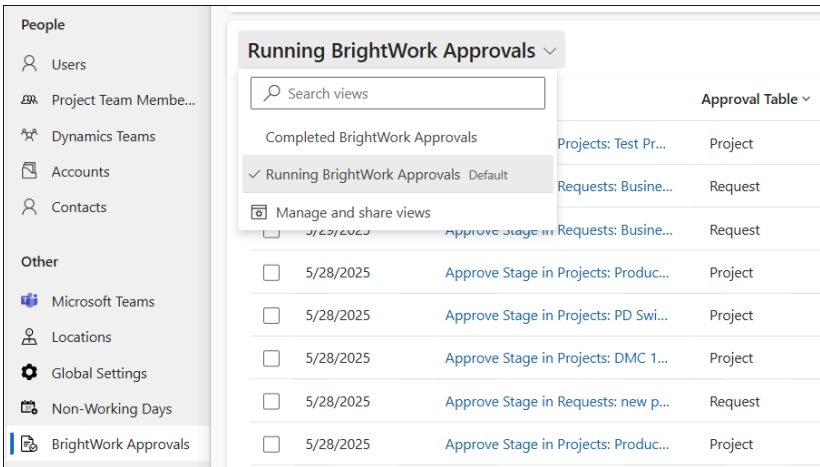 People
Users
Project Team Membe...
Dynamics Teams
Accounts
Contacts
Other
Microsoft Teams
Locations
Global Settings
Non-Working Days
BrightWork Approvals
Running BrightWork Approvals
Search views
Completed BrightWork Approvals
Running BrightWork Approvals Default
Manage and share views
Approval Table
Projects: Test Pr... Project
Requests: Busine... Request
5/29/2025 Approve Stage in Requests: Busine... Request
5/28/2025 Approve Stage in Projects: Produc... Project
5/28/2025 Approve Stage in Projects: PD Swi... Project
5/28/2025 Approve Stage in Projects: DMC 1... Project
5/28/2025 Approve Stage in Requests: new p... Request
5/28/2025 Approve Stage in Projects: Produc... Project